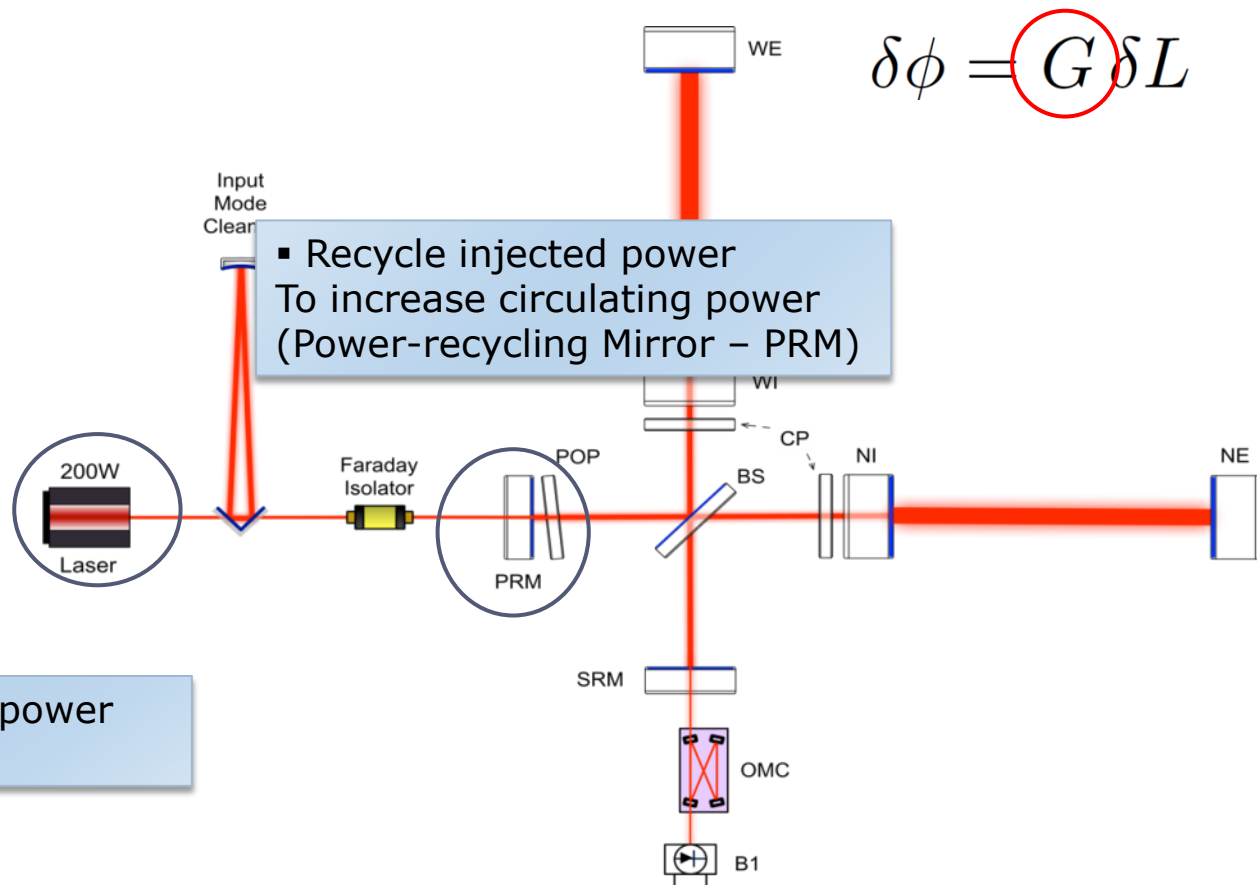 WE
δϕ = G δL
Input
Mode
▪ Recycle injected power
To increase circulating power
(Power-recycling Mirror – PRM)
WI
CP
NI
NE
200W
Laser
Faraday
Isolator
POP
PRM
BS
SRM
power
OMC
B1